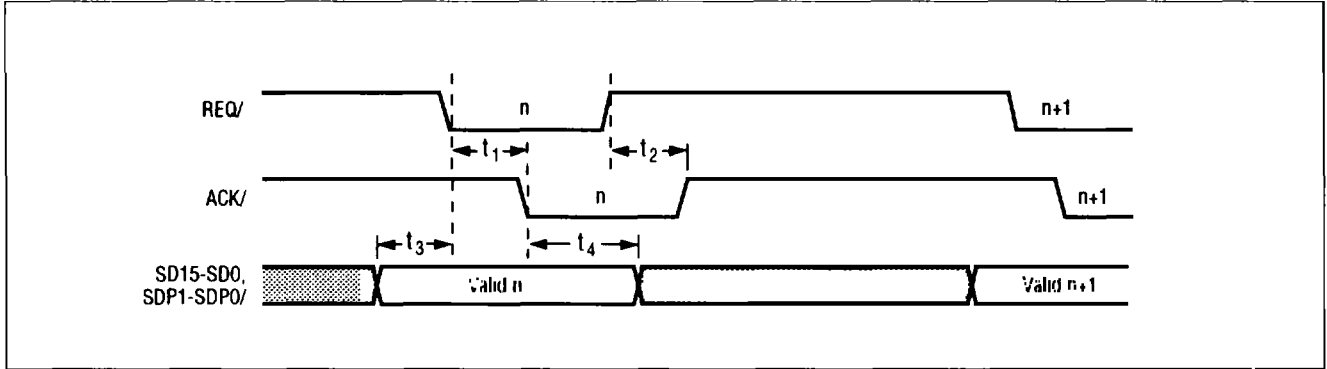 REQ/
n
n+1
t1
t2
ACK/
n
n+1
t3
t4
SD15-SD0,
SDP1-SDP0/
Valid n
Valid n+1